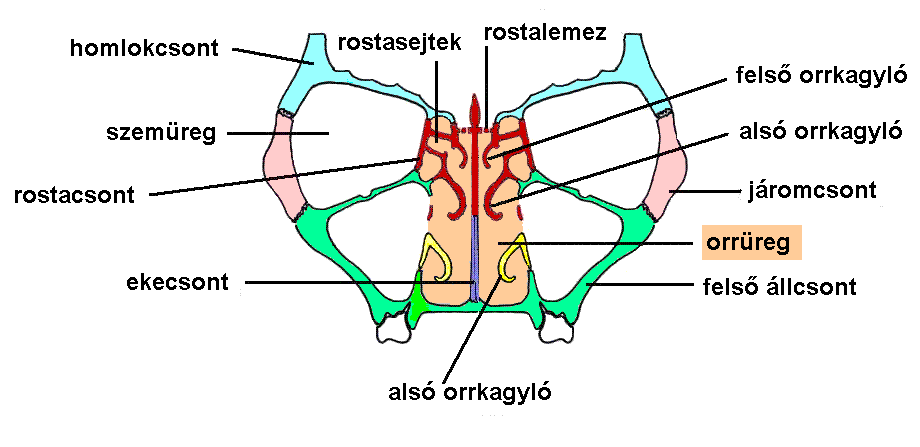 homlokcsont
rostasejtek
rostalemez
felső orrkagyló
szemüreg
alsó orrkagyló
rostacsont
járomcsont
orrüreg
ekecsont
felső állcsont
alsó orrkagyló